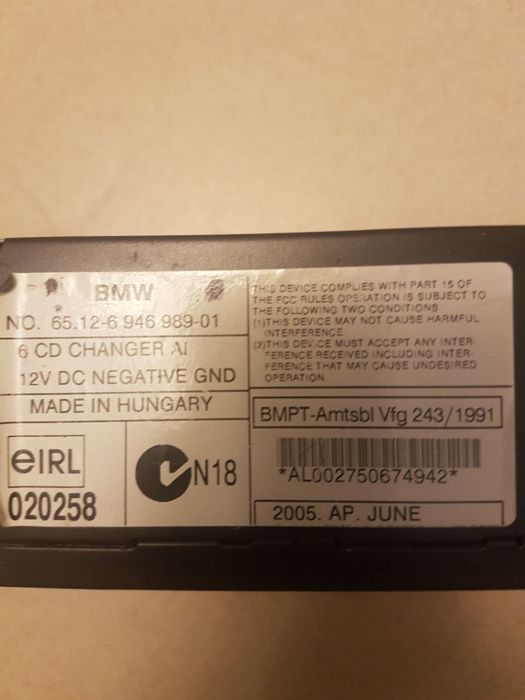 BMW
NO. 65.12-6 946 989-01
6 CD CHANGER AI
12V DC NEGATIVE GND
MADE IN HUNGARY
eIRL
020258
N18
THIS DEVICE COMPLIES WITH PART 15 OF
THE FCC RULES OPERATION IS SUBJECT TO
THE FOLLOWING TWO CONDITIONS
(1)THIS DEVICE MAY NOT CAUSE HARMFUL
INTERFERENCE.
(2)THIS DEVICE MUST ACCEPT ANY INTER-
FERENCE RECEIVED INCLUDING INTER-
FERENCE THAT MAY CAUSE UNDESIRED
OPERATION.
BMPT-Amtsbl Vfg 243/1991
*AL002750674942*
2005. AP. JUNE